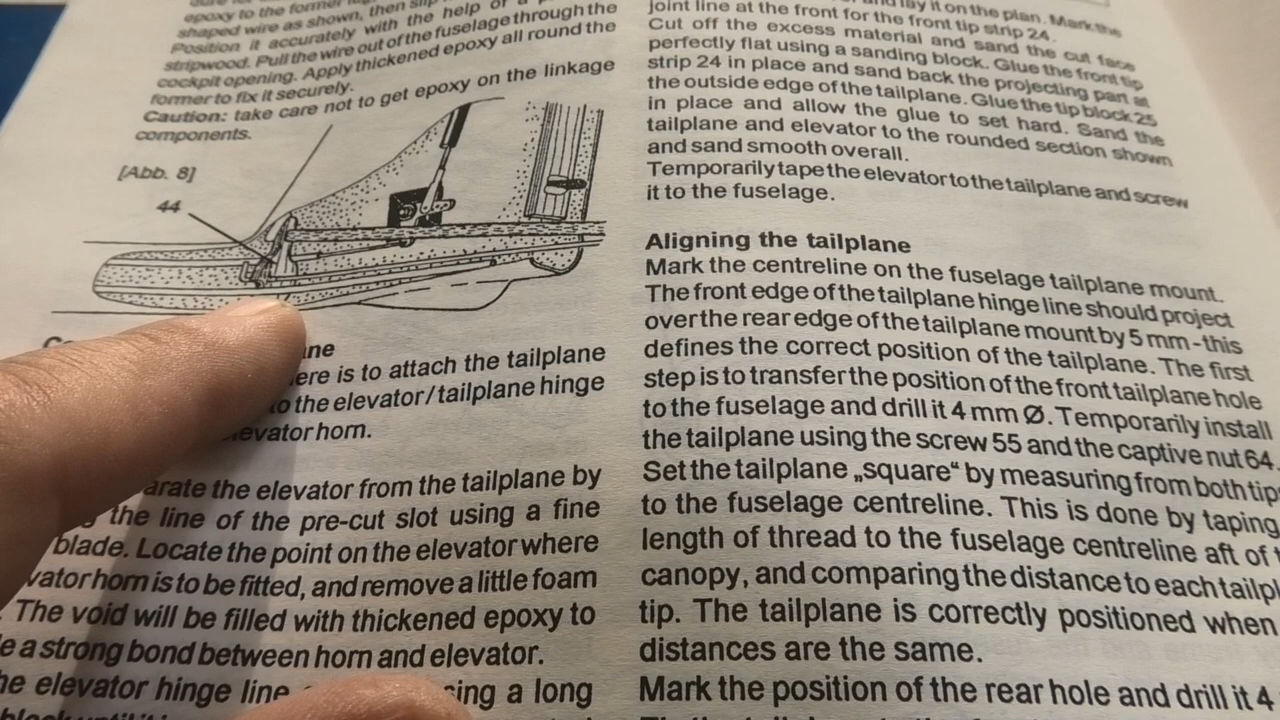 epoxy to the former
shaped wire as shown, then slip
Position it accurately with the help of a
stripwood. Pull the wire out of the fuselage through the
cockpit opening. Apply thickened epoxy all round the
former to fix it securely.
Caution: take care not to get epoxy on the linkage
components.
[Abb. 8]
44
ere is to attach the tailplane
to the elevator/tailplane hinge
evator horn.
arate the elevator from the tailplane by
the line of the pre-cut slot using a fine
blade. Locate the point on the elevator where
vator horn is to be fitted, and remove a little foam
. The void will be filled with thickened epoxy to
e a strong bond between horn and elevator.
he elevator hinge line sing a long
and lay it on the plan. Mark the
joint line at the front for the front tip strip 24.
Cut off the excess material and sand the cut face
perfectly flat using a sanding block. Glue the front tip
strip 24 in place and sand back the projecting part at
the outside edge of the tailplane. Glue the tip block 25
in place and allow the glue to set hard. Sand the
tailplane and elevator to the rounded section shown
and sand smooth overall.
Temporarily tape the elevator to the tailplane and screw
it to the fuselage.
Aligning the tailplane
Mark the centreline on the fuselage tailplane mount.
The front edge of the tailplane hinge line should project
over the rear edge of the tailplane mount by 5 mm - this
defines the correct position of the tailplane. The first
step is to transfer the position of the front tailplane hole
to the fuselage and drill it 4 mm Ø. Temporarily install
the tailplane using the screw 55 and the captive nut 64.
Set the tailplane „square“ by measuring from both tip
to the fuselage centreline. This is done by taping
length of thread to the fuselage centreline aft of t
canopy, and comparing the distance to each tailpl
tip. The tailplane is correctly positioned when
distances are the same.
Mark the position of the rear hole and drill it 4